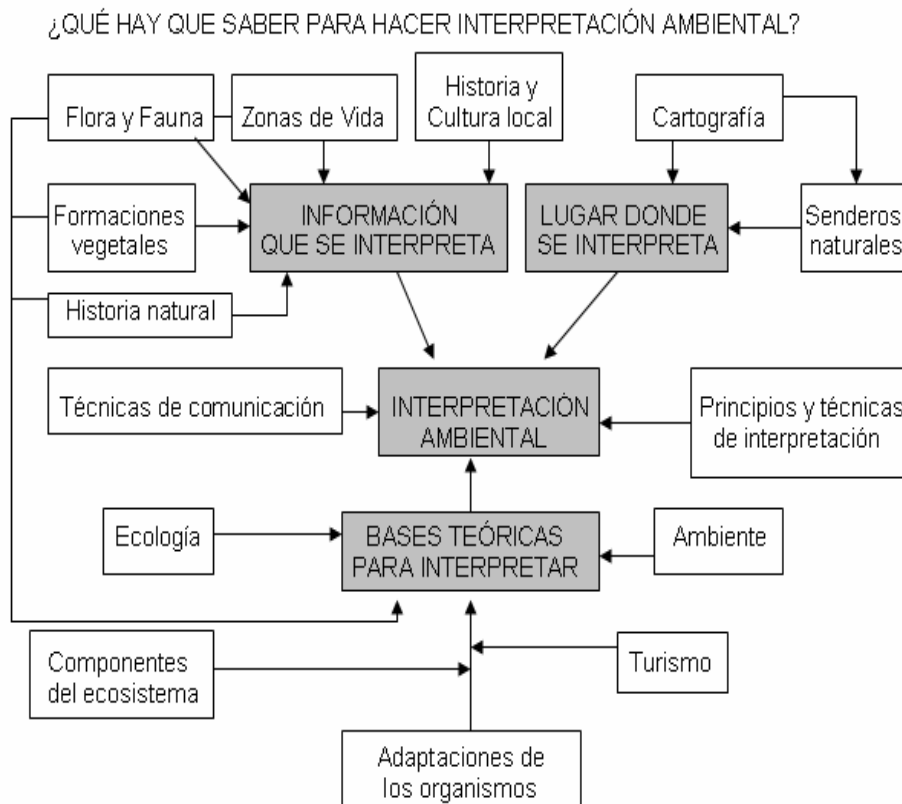 ¿QUÉ HAY QUE SABER PARA HACER INTERPRETACIÓN AMBIENTAL?
Flora y Fauna
Zonas de Vida
Historia y
Cultura local
Cartografía
Formaciones
vegetales
INFORMACIÓN
QUE SE INTERPRETA
LUGAR DONDE
SE INTERPRETA
Senderos
naturales
Historia natural
Técnicas de comunicación
INTERPRETACIÓN
AMBIENTAL
Principios y técnicas
de interpretación
Ecología
BASES TEÓRICAS
PARA INTERPRETAR
Ambiente
Componentes
del ecosistema
Turismo
Adaptaciones de
los organismos